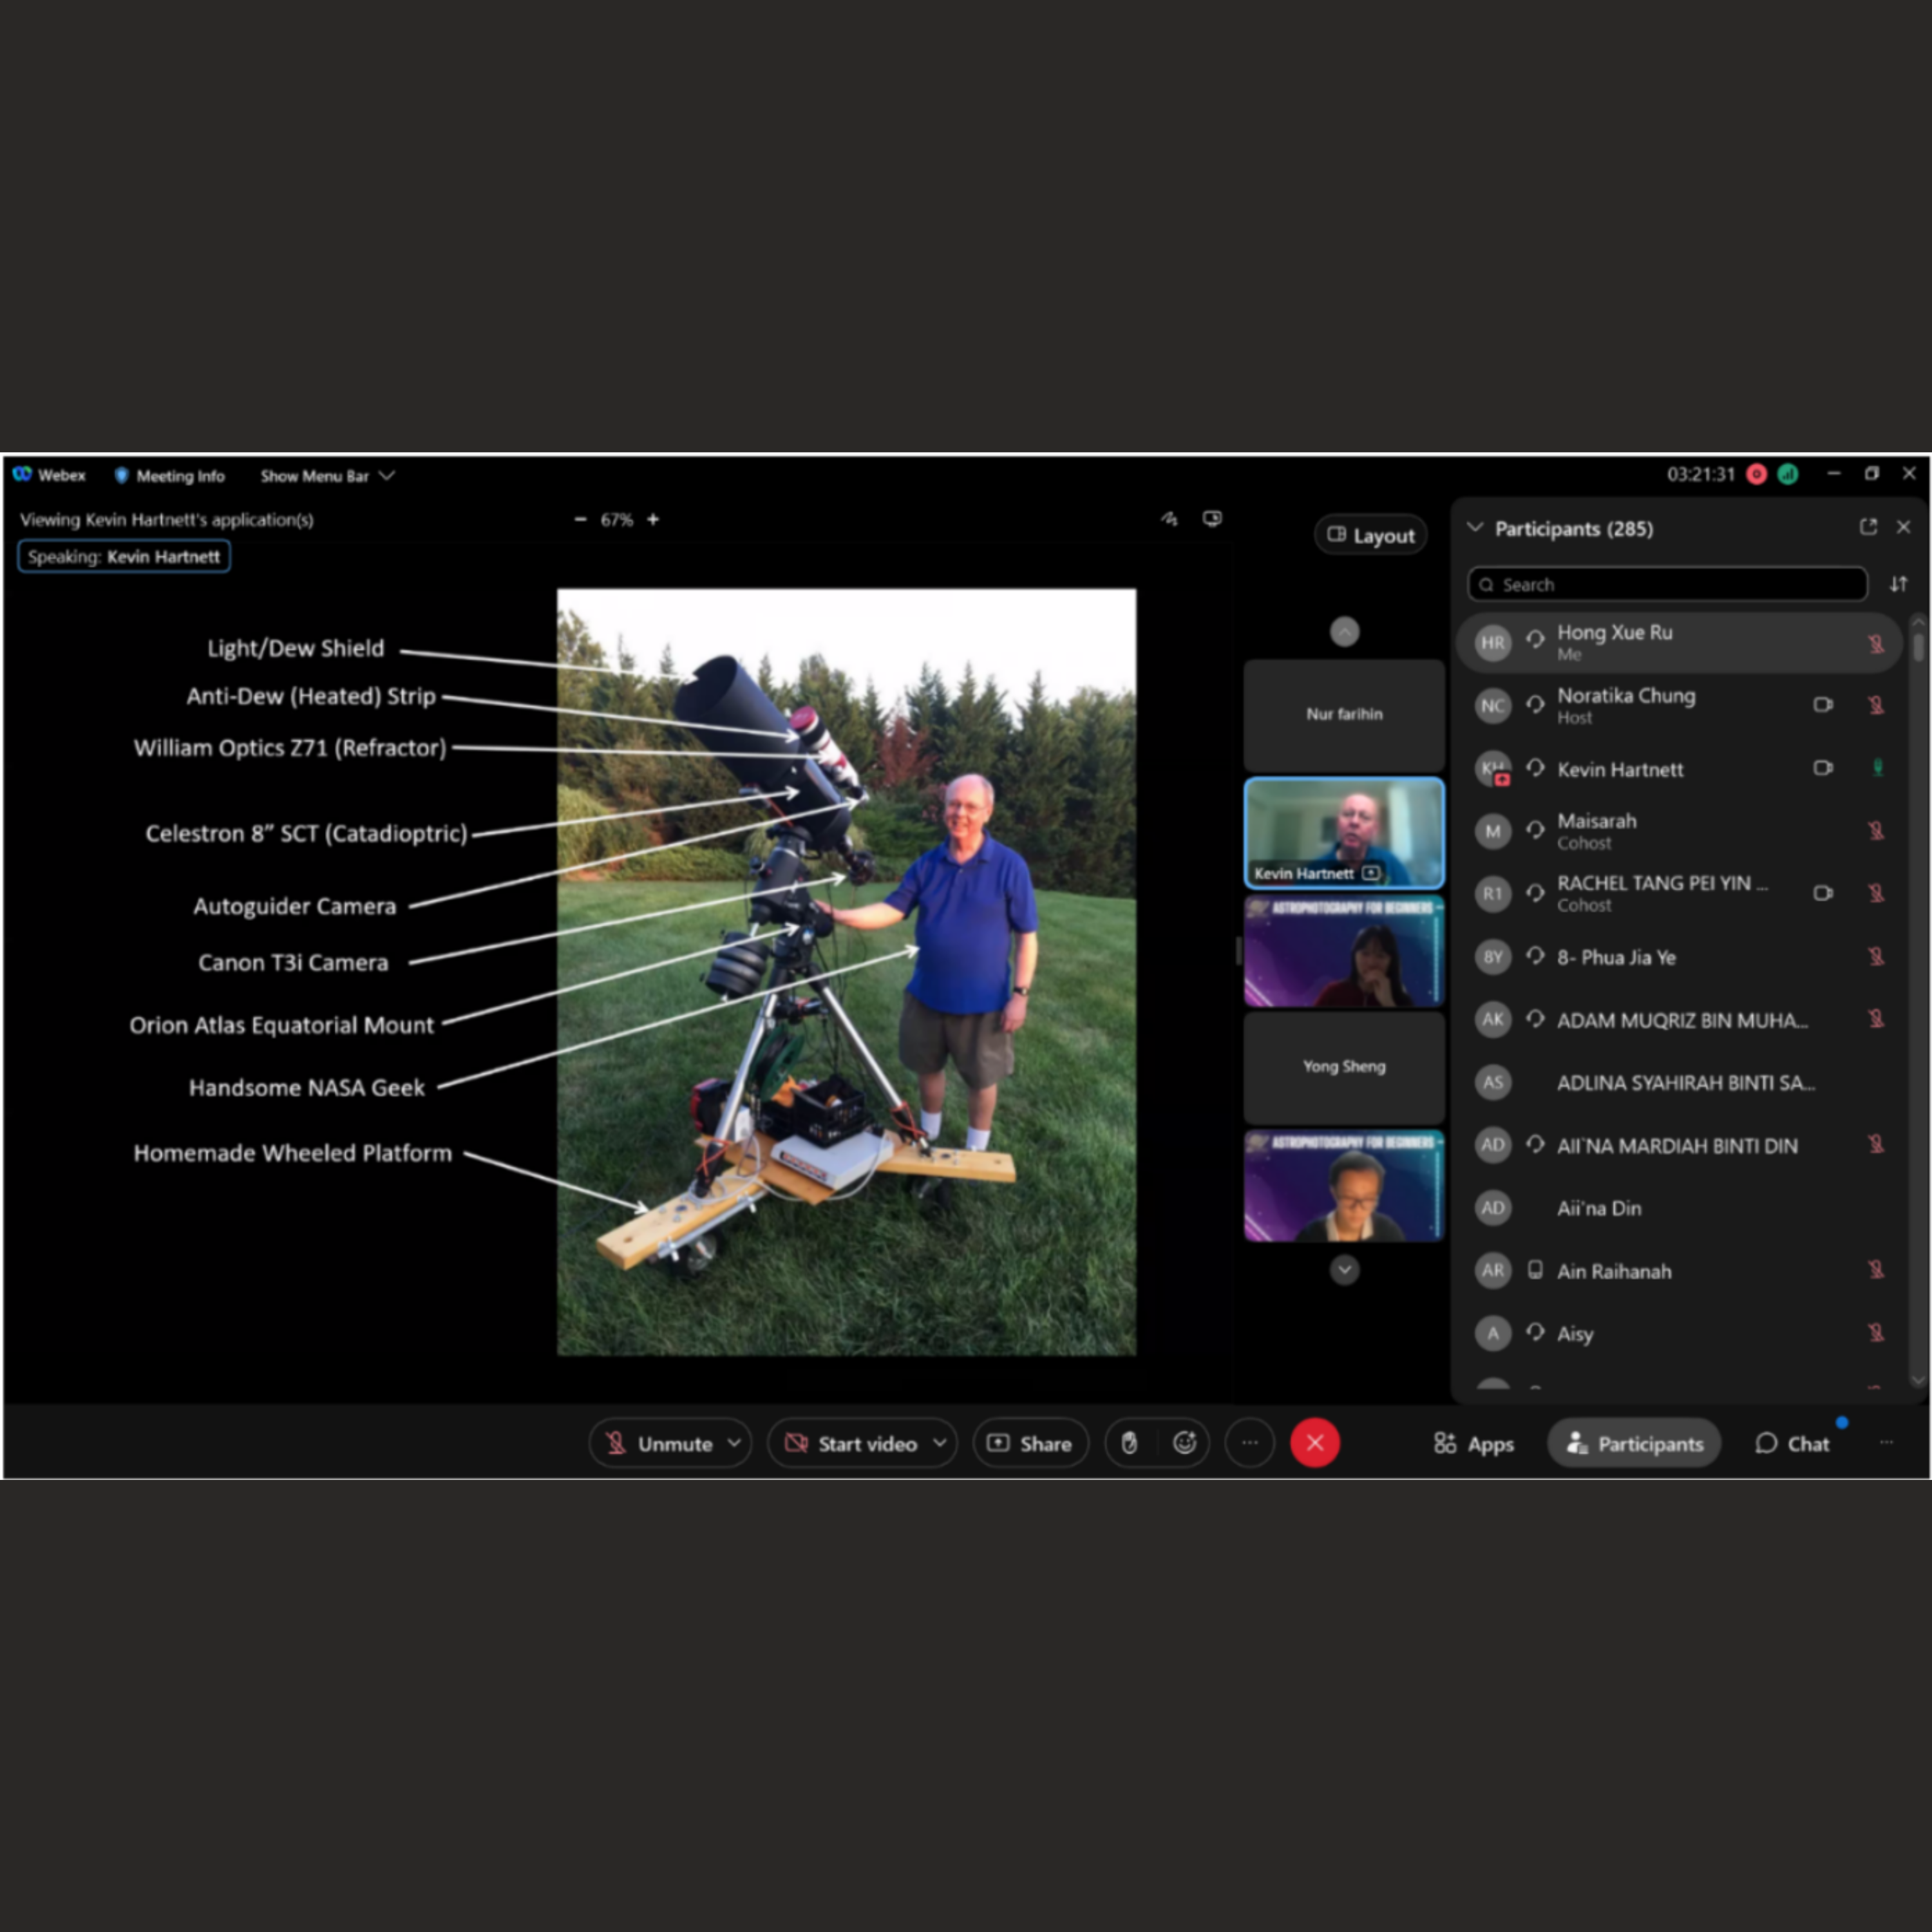 Webex
Meeting Info
Show Menu Bar
03:21:31
Viewing Kevin Hartnett's application(s)
67%
Speaking: Kevin Hartnett
Light/Dew Shield
Anti-Dew (Heated) Strip
William Optics Z71 (Refractor)
Celestron 8” SCT (Catadioptric)
Autoguider Camera
Canon T3i Camera
Orion Atlas Equatorial Mount
Handsome NASA Geek
Homemade Wheeled Platform
Layout
Nur farihin
Kevin Hartnett
ASTROPHOTOGRAPHY FOR BEGINNERS
Yong Sheng
ASTROPHOTOGRAPHY FOR BEGINNERS
Participants (285)
Search
HR
Hong Xue Ru
Me
NC
Noratika Chung
Host
KH
Kevin Hartnett
M
Maisarah
Cohost
R1
RACHEL TANG PEI YIN ...
Cohost
8Y
8- Phua Jia Ye
AK
ADAM MUQRIZ BIN MUHA...
AS
ADLINA SYAHIRAH BINTI SA...
AD
AII`NA MARDIAH BINTI DIN
AD
Aii'na Din
AR
Ain Raihanah
A
Aisy
Unmute
Start video
Share
Apps
Participants
Chat